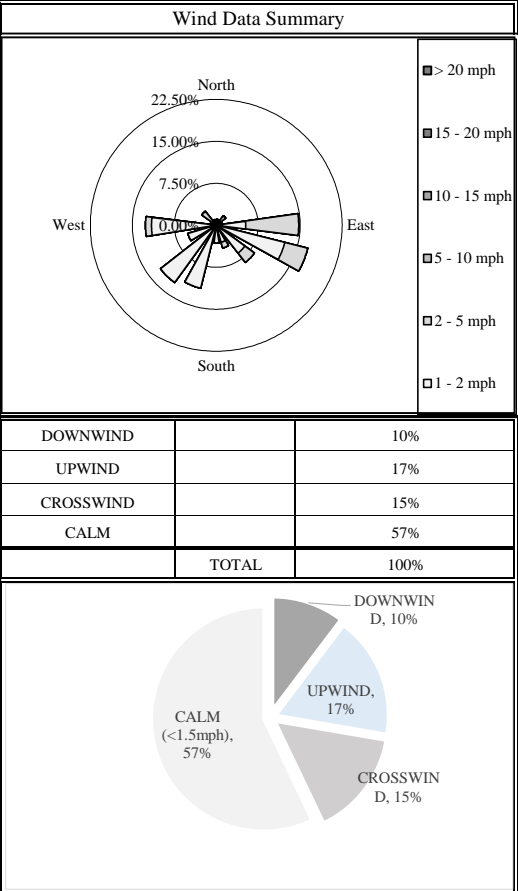 Wind Data Summary
North
22.50%
15.00%
7.50%
0.00%
West
East
South
> 20 mph
15 - 20 mph
10 - 15 mph
5 - 10 mph
2 - 5 mph
1 - 2 mph
DOWNWIND 10%
UPWIND 17%
CROSSWIND 15%
CALM 57%
TOTAL 100%
DOWNWIN
D, 10%
UPWIND,
17%
CROSSWIN
D, 15%
CALM
(<1.5mph),
57%